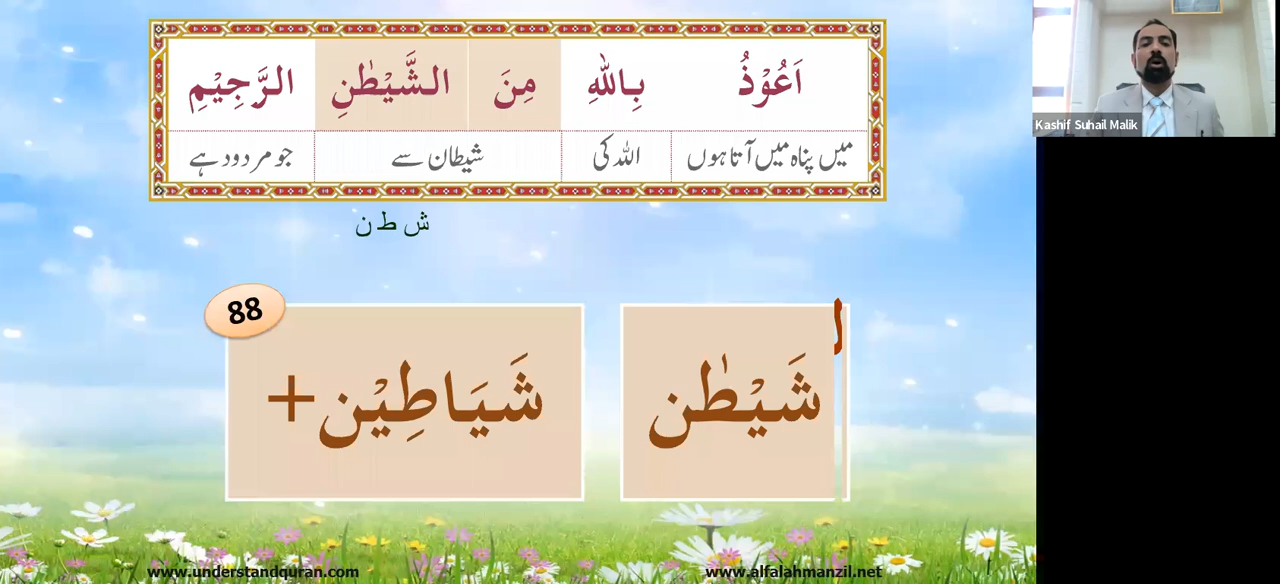 اَعُوْذُ بِاللّٰهِ مِنَ الشَّيْطٰنِ الرَّجِيْمِ
میں پناہ میں آتا ہوں اللہ کی شیطان سے جو مردود ہے
ش ط ن
شَيْطٰن شَيَاطِيْن+
88
www.understandquran.com www.alfalahmanzil.net
Kashif Suhail Malik